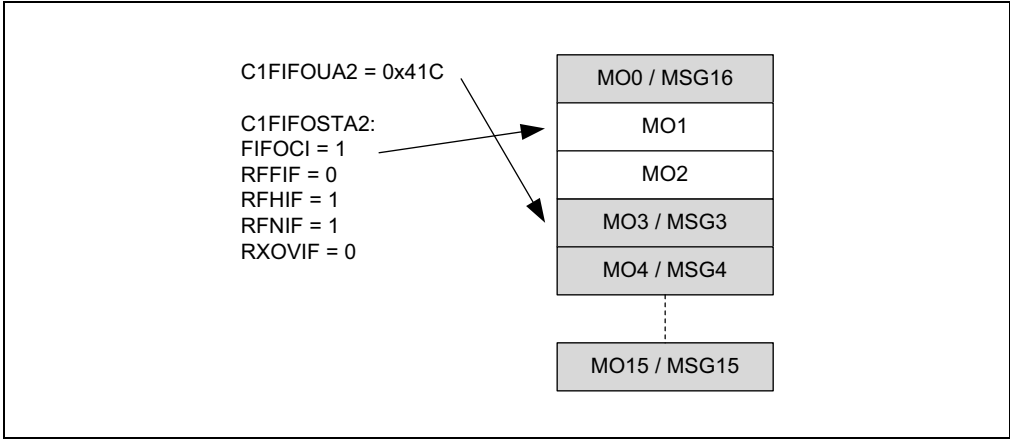 C1FIFOUA2 = 0x41C
C1FIFOSTA2:
FIFOCI = 1
RFFIF = 0
RFHIF = 1
RFNIF = 1
RXOVIF = 0
MO0 / MSG16
MO1
MO2
MO3 / MSG3
MO4 / MSG4
MO15 / MSG15